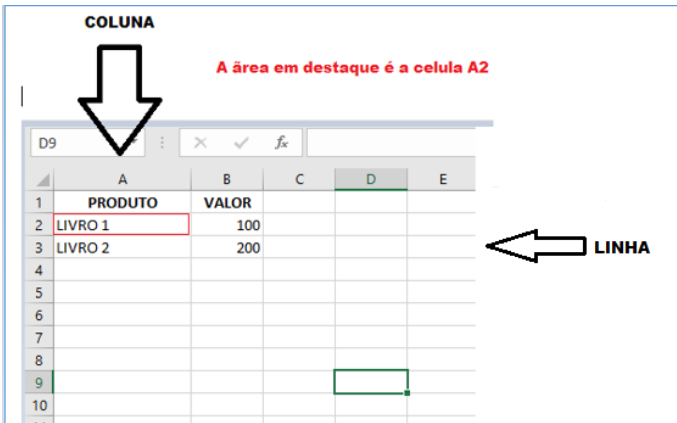 COLUNA
A ãrea em destaque é a celula A2
D9 fx
A B C D E
1 PRODUTO VALOR
2 LIVRO 1 100
3 LIVRO 2 200
LINHA
4
5
6
7
8
9
10